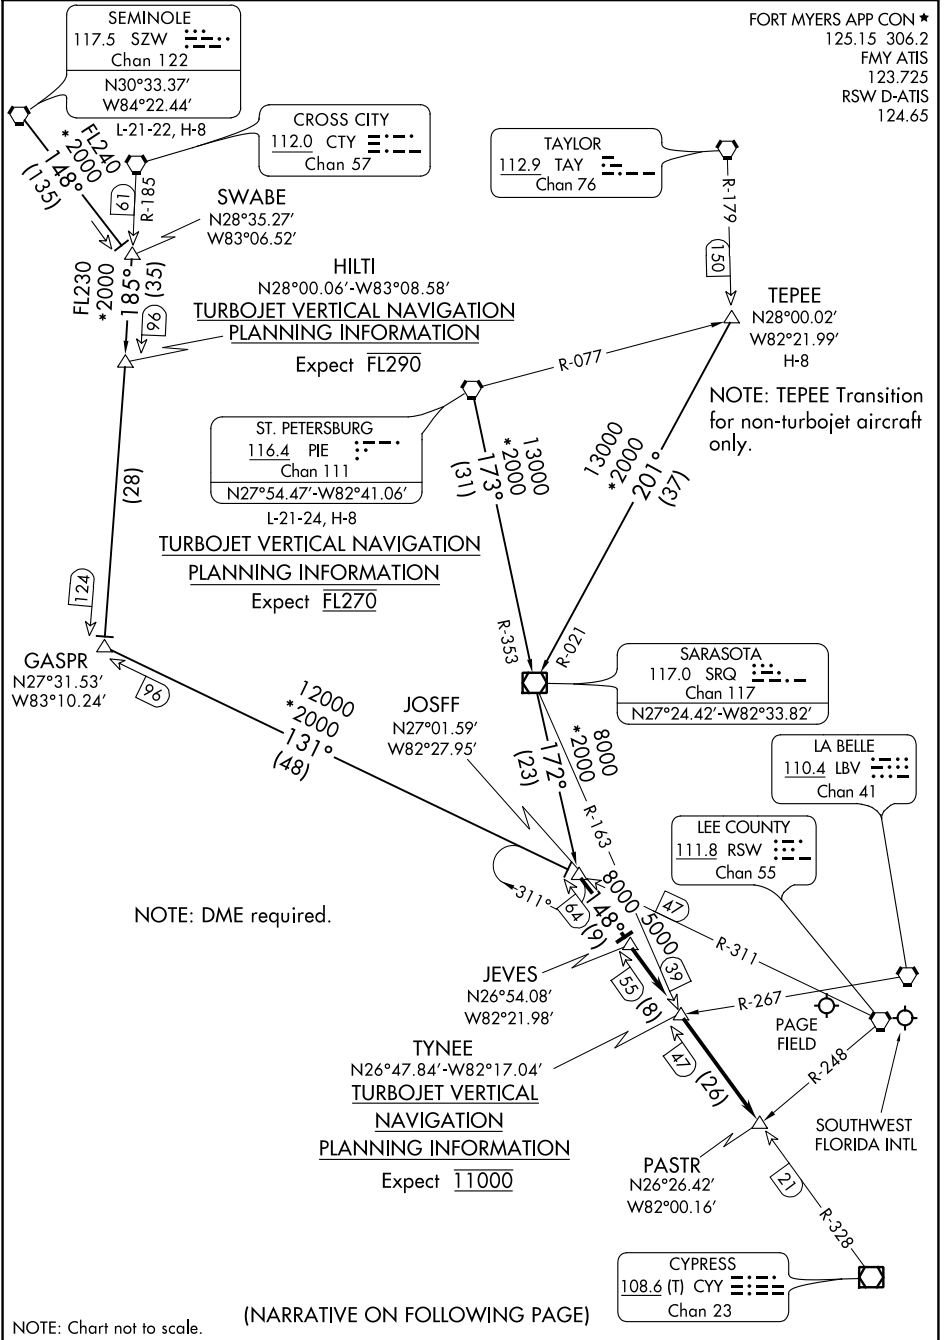 SEMINOLE
117.5 SZW
Chan 122
N30°33.37'
W84°22.44'
L-21-22, H-8
FORT MYERS APP CON ★
125.15 306.2
FMY ATIS
123.725
RSW D-ATIS
124.65
CROSS CITY
112.0 CTY
Chan 57
TAYLOR
112.9 TAY
Chan 76
FL240
*2000
148°
(135)
61
R-185
R-179
150
SWABE
N28°35.27'
W83°06.52'
FL230
*2000
185°
(35)
96
HILTI
N28°00.06'-W83°08.58'
TURBOJET VERTICAL NAVIGATION
PLANNING INFORMATION
Expect FL290
TEPEE
N28°00.02'
W82°21.99'
H-8
R-077
NOTE: TEPEE Transition
for non-turbojet aircraft
only.
ST. PETERSBURG
116.4 PIE
Chan 111
N27°54.47'-W82°41.06'
L-21-24, H-8
TURBOJET VERTICAL NAVIGATION
PLANNING INFORMATION
Expect FL270
13000
*2000
173°
(31)
13000
*2000
201°
(37)
(28)
124
R-353
R-021
GASPR
N27°31.53'
W83°10.24'
96
SARASOTA
117.0 SRQ
Chan 117
N27°24.42'-W82°33.82'
12000
*2000
131°
(48)
JOSFF
N27°01.59'
W82°27.95'
8000
*2000
172°
(23)
R-163
LA BELLE
110.4 LBV
Chan 41
LEE COUNTY
111.8 RSW
Chan 55
NOTE: DME required.
311°
64
8000
148°
(9)
5000
47
R-311
39
JEVES
N26°54.08'
W82°21.98'
55
(8)
R-267
PAGE
FIELD
TYNEE
N26°47.84'-W82°17.04'
TURBOJET VERTICAL
NAVIGATION
PLANNING INFORMATION
Expect 11000
47
(26)
R-248
SOUTHWEST
FLORIDA INTL
PASTR
N26°26.42'
W82°00.16'
21
R-328
CYPRESS
108.6 (T) CYY
Chan 23
(NARRATIVE ON FOLLOWING PAGE)
NOTE: Chart not to scale.